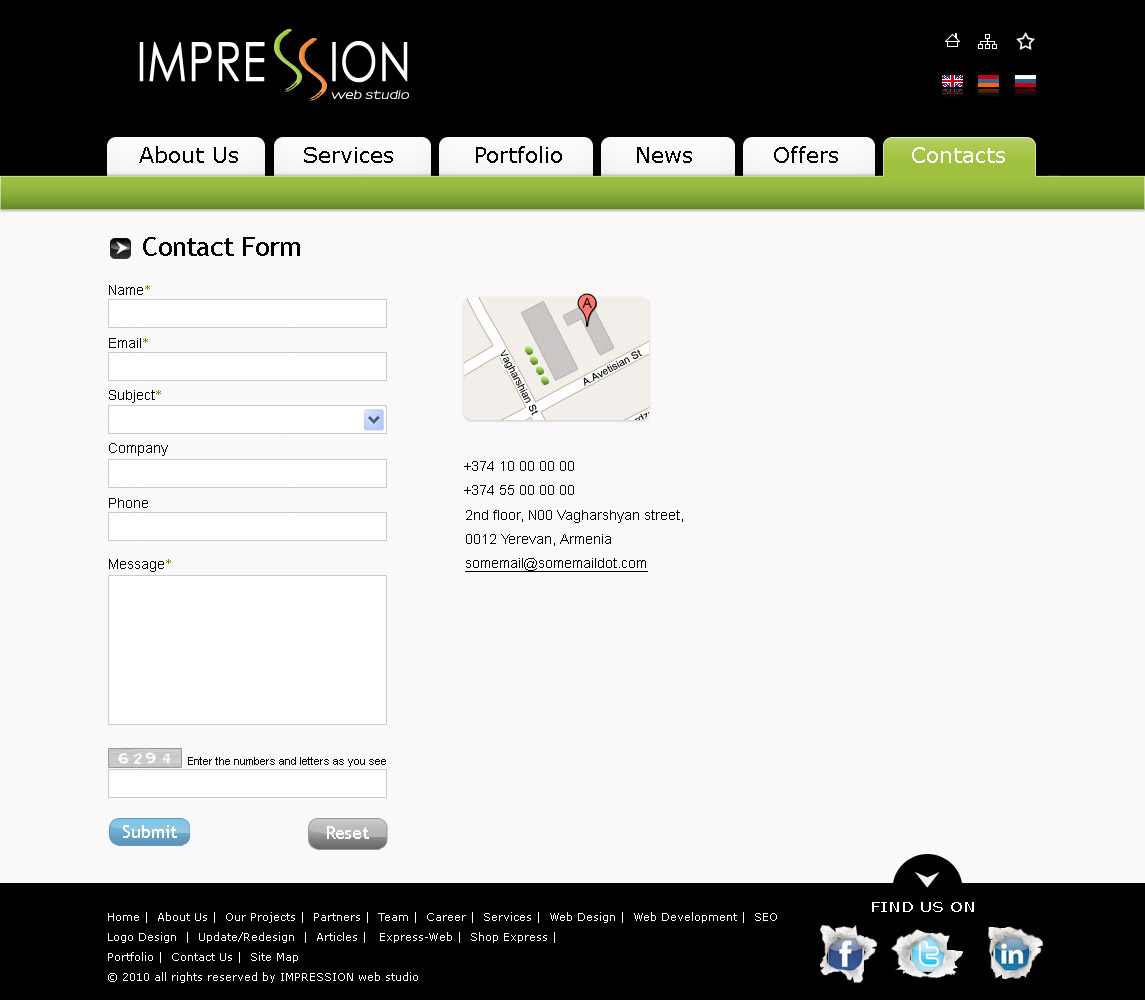 IMPRESSION
web studio
About Us Services Portfolio News Offers Contacts
Contact Form
Name*
Email*
Subject*
Company
Phone
Message*
6294 Enter the numbers and letters as you see
Submit Reset
A
Vagharshian St
A.Avetisian St
+374 10 00 00 00
+374 55 00 00 00
2nd floor, N00 Vagharshyan street,
0012 Yerevan, Armenia
somemail@somemaildot.com
FIND US ON
f t in
Home | About Us | Our Projects | Partners | Team | Career | Services | Web Design | Web Development | SEO
Logo Design | Update/Redesign | Articles | Express-Web | Shop Express |
Portfolio | Contact Us | Site Map
© 2010 all rights reserved by IMPRESSION web studio